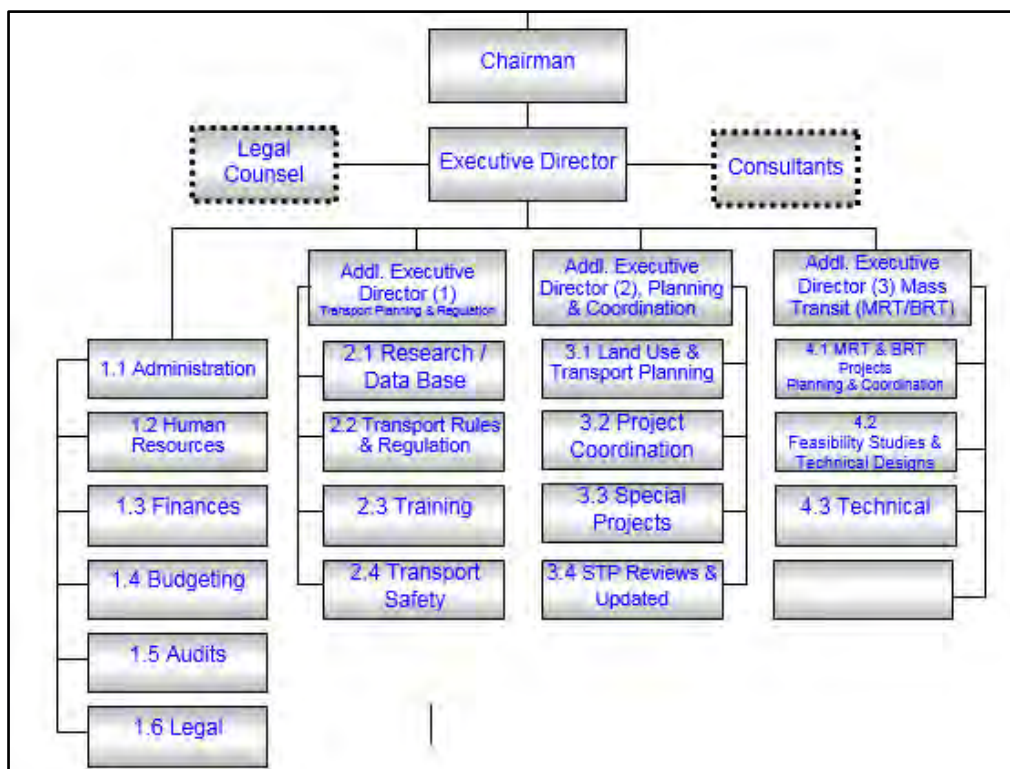 Chairman
Legal
Counsel
Executive Director
Consultants
Addl. Executive
Director (1)
Transport Planning & Regulation
Addl. Executive
Director (2), Planning
& Coordination
Addl. Executive
Director (3) Mass
Transit (MRT/BRT)
1.1 Administration
1.2 Human
Resources
1.3 Finances
1.4 Budgeting
1.5 Audits
1.6 Legal
2.1 Research /
Data Base
2.2 Transport Rules
& Regulation
2.3 Training
2.4 Transport
Safety
3.1 Land Use &
Transport Planning
3.2 Project
Coordination
3.3 Special
Projects
3.4 STP Reviews &
Updated
4.1 MRT & BRT
Projects
Planning & Coordination
4.2
Feasibility Studies &
Technical Designs
4.3 Technical